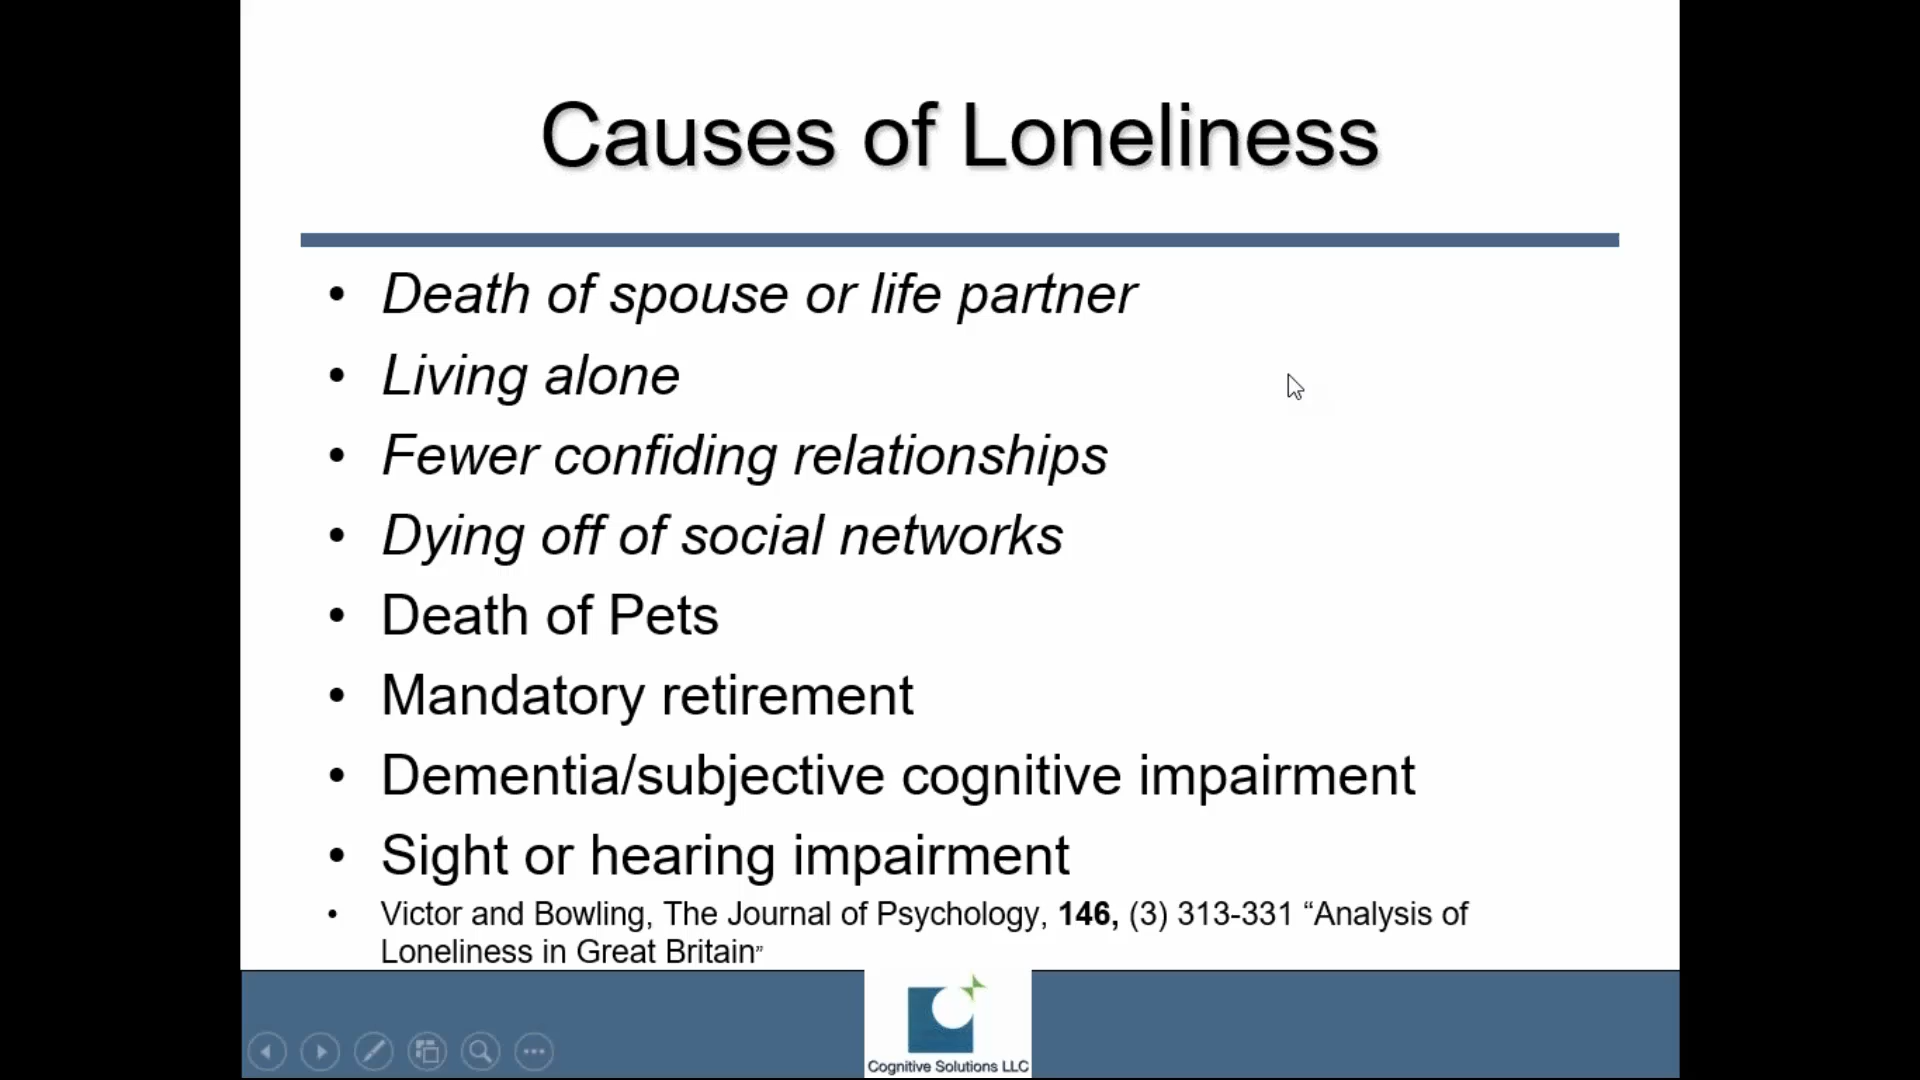 Causes of Loneliness
• Death of spouse or life partner
• Living alone
• Fewer confiding relationships
• Dying off of social networks
• Death of Pets
• Mandatory retirement
• Dementia/subjective cognitive impairment
• Sight or hearing impairment
• Victor and Bowling, The Journal of Psychology, 146, (3) 313-331 “Analysis of
Loneliness in Great Britain”
Cognitive Solutions LLC